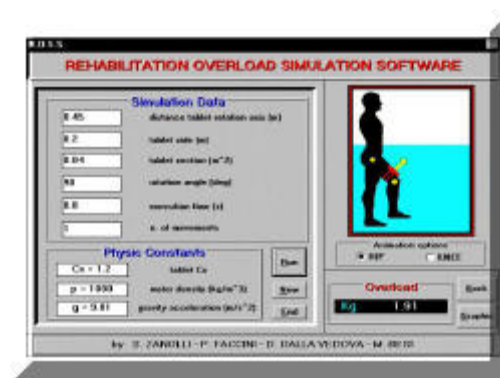 R.O.S.S.
REHABILITATION OVERLOAD SIMULATION SOFTWARE
Simulation Data
0.45 distance tablet rotation axis (m)
0.2 tablet side (m)
0.04 tablet section (m^2)
90 rotation angle (deg)
0.8 execution time (s)
1 n. of movements
Physic Constants
Cx = 1.2 tablet Cx
p = 1000 water density (kg/m^3)
g = 9.81 gravity acceleration (m/s^2)
Run
New
End
Animation options
HIP KNEE
Overload
Kg 1.91
Back
Graphic
by: S. ZANOLLI - P. FACCINI - D. DALLA VEDOVA - M. BESI